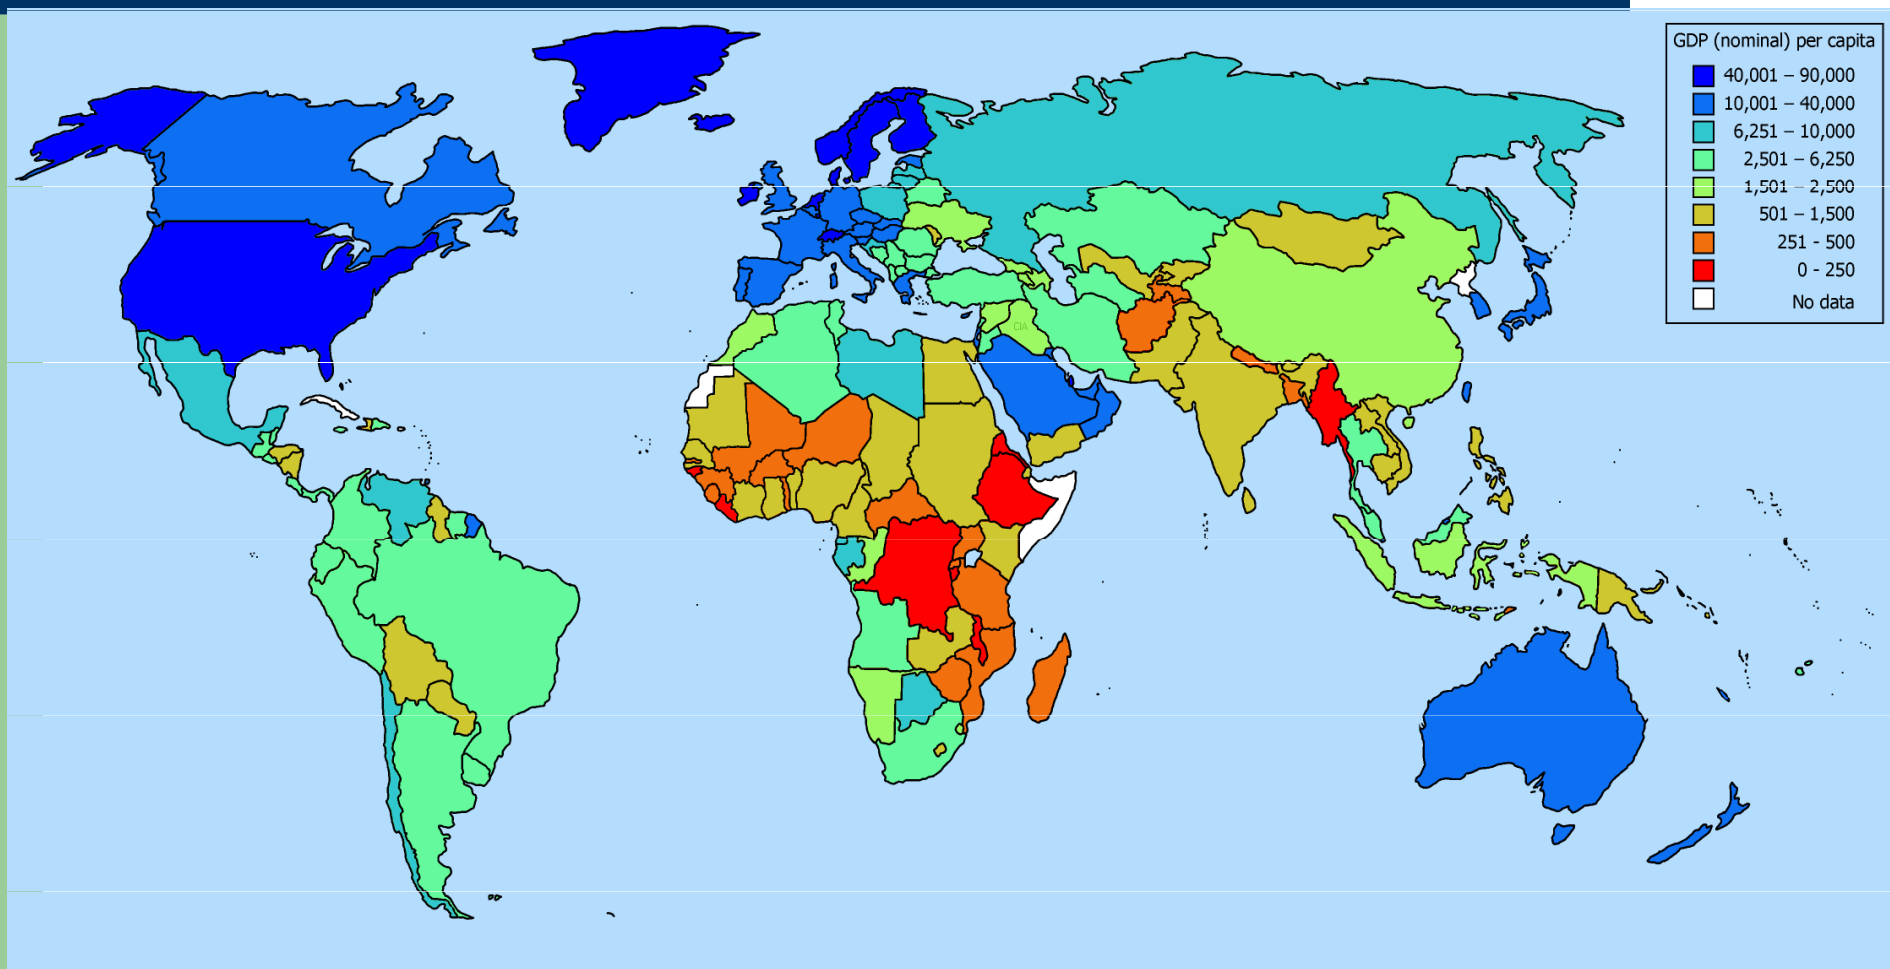 GDP (nominal) per capita
40,001 – 90,000
10,001 – 40,000
6,251 – 10,000
2,501 – 6,250
1,501 – 2,500
501 – 1,500
251 - 500
0 - 250
No data
CIA